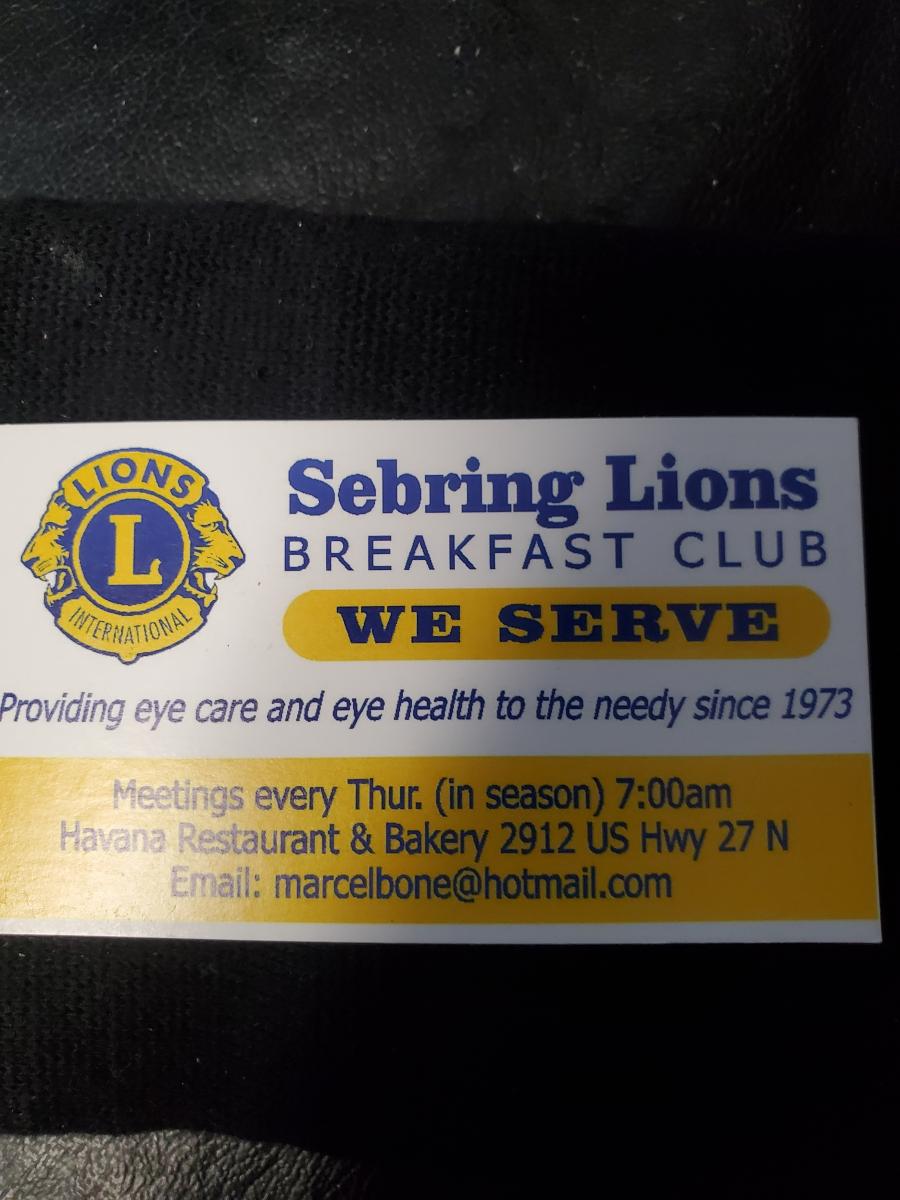 LIONS
L
INTERNATIONAL
Sebring Lions
BREAKFAST CLUB
WE SERVE
Providing eye care and eye health to the needy since 1973
Meetings every Thur. (in season) 7:00am
Havana Restaurant & Bakery 2912 US Hwy 27 N
Email: marcelbone@hotmail.com